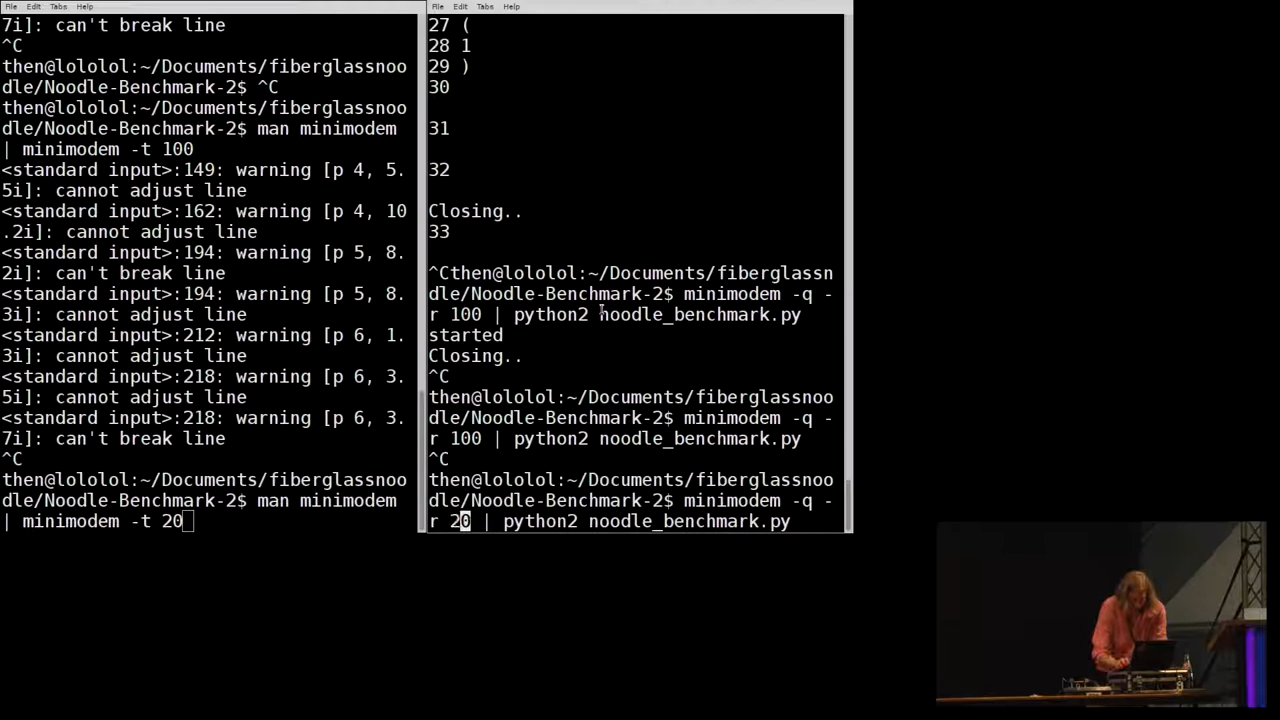 File Edit Tabs Help
7i]: can't break line
^C
then@lololol:~/Documents/fiberglassnoo
dle/Noodle-Benchmark-2$ ^C
then@lololol:~/Documents/fiberglassnoo
dle/Noodle-Benchmark-2$ man minimodem
| minimodem -t 100
<standard input>:149: warning [p 4, 5.
5i]: cannot adjust line
<standard input>:162: warning [p 4, 10
.2i]: cannot adjust line
<standard input>:194: warning [p 5, 8.
2i]: can't break line
<standard input>:194: warning [p 5, 8.
3i]: cannot adjust line
<standard input>:212: warning [p 6, 1.
3i]: cannot adjust line
<standard input>:218: warning [p 6, 3.
5i]: cannot adjust line
<standard input>:218: warning [p 6, 3.
7i]: can't break line
^C
then@lololol:~/Documents/fiberglassnoo
dle/Noodle-Benchmark-2$ man minimodem
| minimodem -t 20
File Edit Tabs Help
27 (
28 1
29 )
30
31
32
Closing..
33
^Cthen@lololol:~/Documents/fiberglassn
dle/Noodle-Benchmark-2$ minimodem -q -
r 100 | python2 noodle_benchmark.py
started
Closing..
^C
then@lololol:~/Documents/fiberglassnoo
dle/Noodle-Benchmark-2$ minimodem -q -
r 100 | python2 noodle_benchmark.py
^C
then@lololol:~/Documents/fiberglassnoo
dle/Noodle-Benchmark-2$ minimodem -q -
r 20 | python2 noodle_benchmark.py